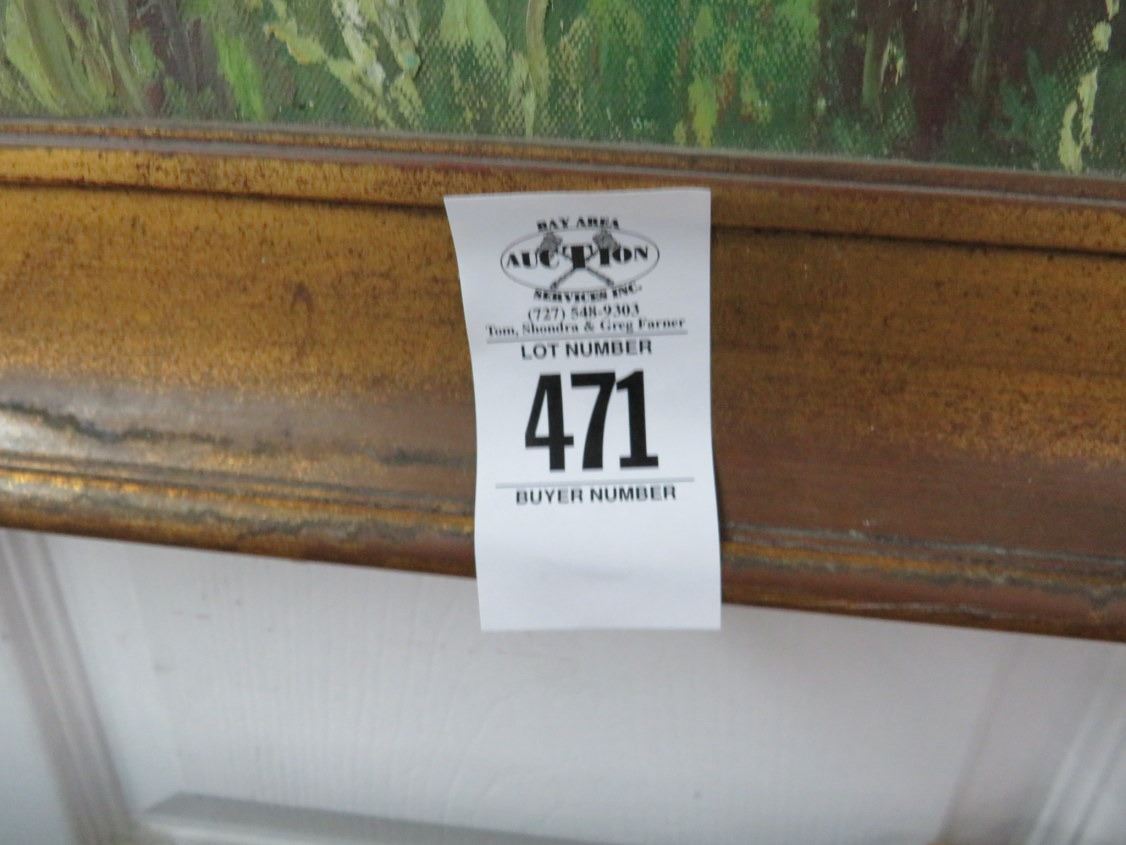 BAY AREA
AUCTION
SERVICES INC.
(727) 548-9303
Tom, Shondra & Greg Farner
LOT NUMBER
471
BUYER NUMBER